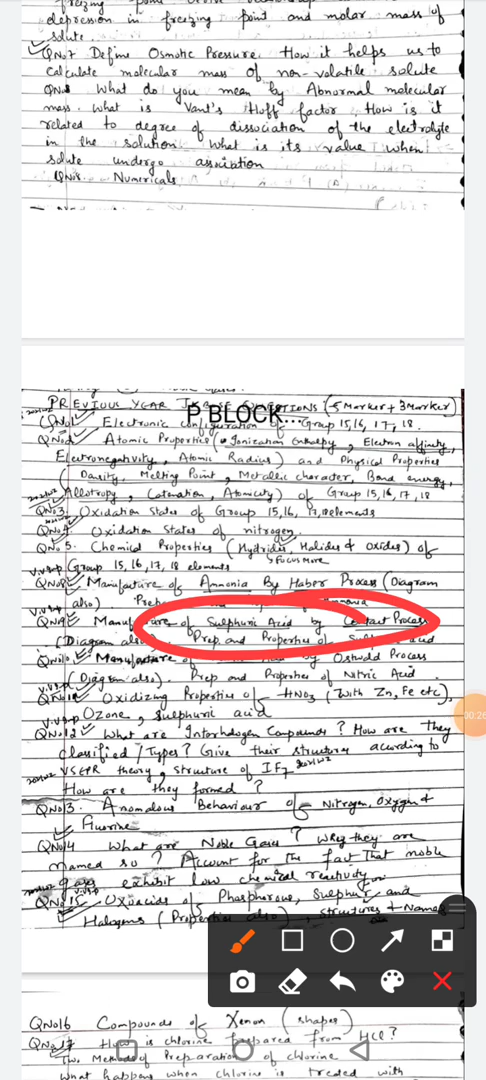 freezing point
depression in freezing point and molar mass of
solute.
QNo7 Define Osmotic Pressure. How it helps us to
calculate molecular mass of non-volatile solute
QNo8 What do you mean by Abnormal molecular
mass. What is Vant's Hoff factor. How is it
related to degree of dissociation of the electrolyte
in the solution. What is its value when
solute undergo association
Numericals
PREVIOUS YEAR QUESTIONS (5 Marker + 3 Marker)
P BLOCK...
QNo1 Electronic configuration of Group 15, 16, 17, 18.
QNo2 Atomic Properties (Ionization Enthalpy, Electron affinity,
Electronegativity, Atomic Radius) and Physical Properties
(Density, Melting Point, Metallic character, Bond energy,
Allotropy, Catenation, Atomicity) of Group 15, 16, 17, 18
QNo3 Oxidation States of Group 15, 16, 17, elements
Oxidation States of nitrogen.
QNo5. Chemical Properties (Hydrides, Halides & Oxides) of
Group 15, 16, 17, 18 elements
FOCUS MORE
QNo8 Manufacture of Ammonia By Haber Process (Diagram
also)
QNo9 Manufacture of Sulphuric Acid by Contact Process
(Diagram also) Prep and Properties of
QNo10 Manufacture of by Ostwald Process
(Diagram also). Prep and Properties of Nitric Acid
Oxidizing Properties of HNO3 (With Zn, Fe etc),
Ozone, Sulphuric acid
QNo12 What are Interhalogen Compounds? How are they
classified / Types? Give their structure acording to
VSEPR theory, structure of IF7
How are they formed?
QNo13. Anomalous Behaviour of Nitrogen, Oxygen &
Fluorine
QNo14 What are Noble Gases? Why they are
named so? Account for the fact that noble
gases exhibit low chemical reactivity
QNo15 Oxoacids of Phosphorous, Sulphur and
Halogens (Properties also), structures + Names
00:26
QNo16 Compounds of Xenon (shapes)
QNo17 How is chlorine prepared from HCl?
Two Method of Preparation of chlorine
What happens when chlorine is treated with